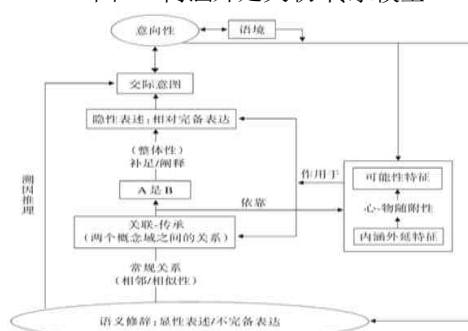 意向性
语境
交际意图
隐性表述:相对完备表达
(整体性)
补足/阐释
A 是 B
溯因推理
作用于
可能性特征
心-物随附性
内涵外延特征
依靠
关联-传承
(两个概念域之间的关系)
常规关系
(相邻/相似性)
语义修辞:显性表述/不完备表达